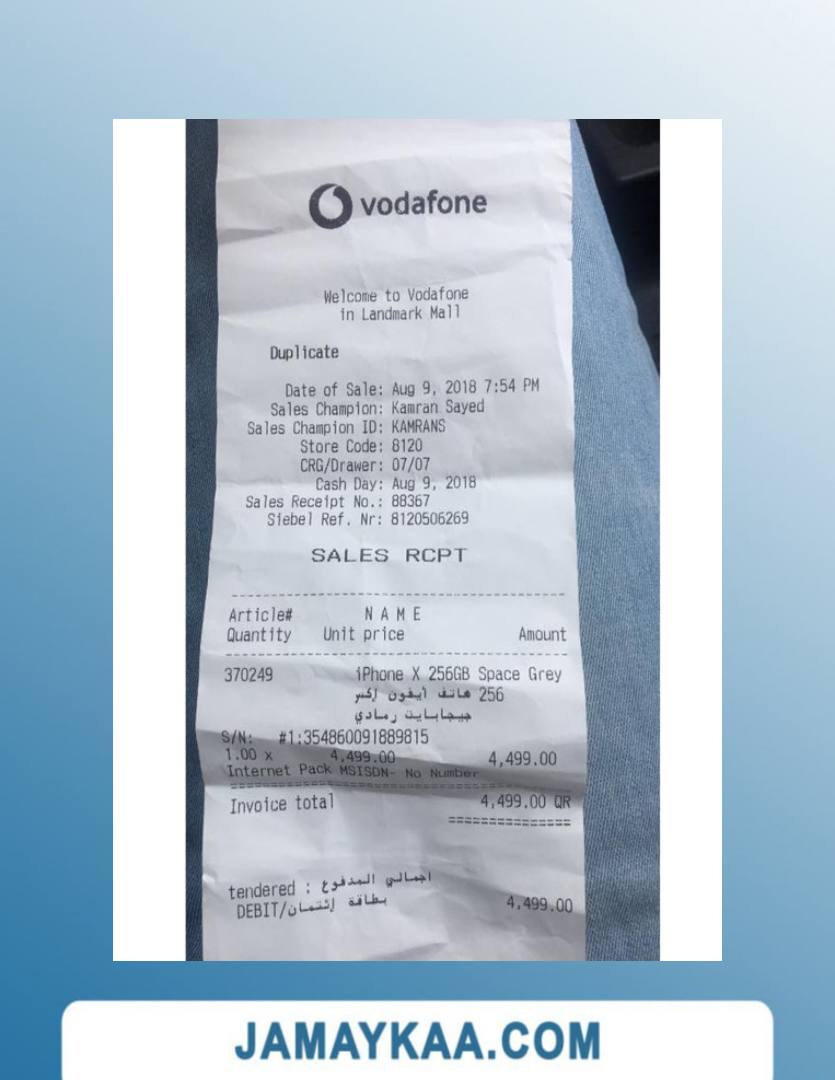 vodafone
Welcome to Vodafone
in Landmark Mall
Duplicate
Date of Sale: Aug 9, 2018 7:54 PM
Sales Champion: Kamran Sayed
Sales Champion ID: KAMRANS
Store Code: 8120
CRG/Drawer: 07/07
Cash Day: Aug 9, 2018
Sales Receipt No.: 88367
Siebel Ref. Nr: 8120506269
SALES RCPT
Article# N A M E
Quantity Unit price Amount
370249 iPhone X 256GB Space Grey
256 هاتف أيفون إكس
جيجابايت رمادي
S/N: #1:354860091889815
1.00 x 4,499.00 4,499.00
Internet Pack MSISDN- No Number
Invoice total 4,499.00 QR
tendered : اجمالي المدفوع
DEBIT/بطاقة إئتمان 4,499.00
JAMAYKAA.COM